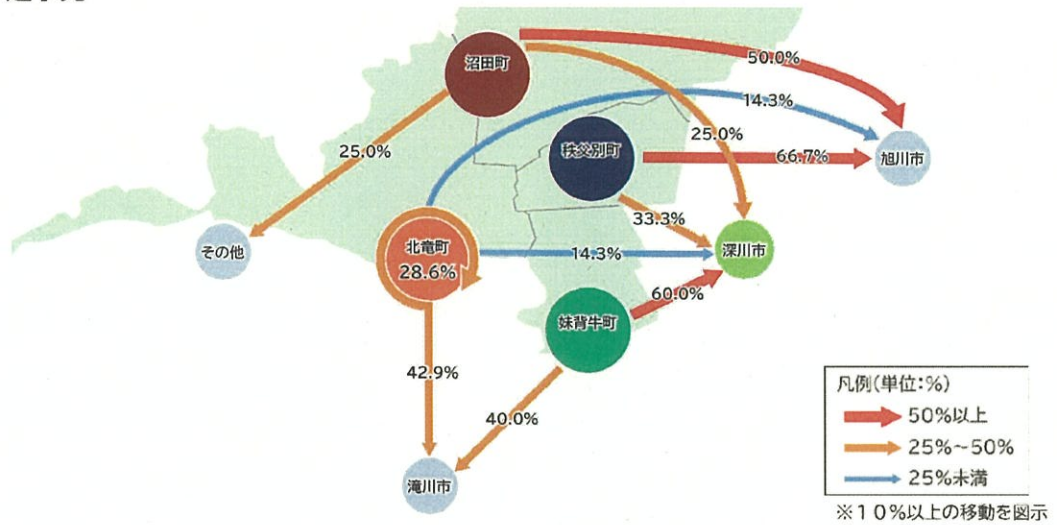 沼田町
50.0%
14.3%
25.0%
秩父別町
25.0%
66.7%
旭川市
33.3%
その他
北竜町
28.6%
14.3%
深川市
60.0%
妹背牛町
42.9%
40.0%
滝川市
凡例(単位:%)
50%以上
25%～50%
25%未満
※10%以上の移動を図示